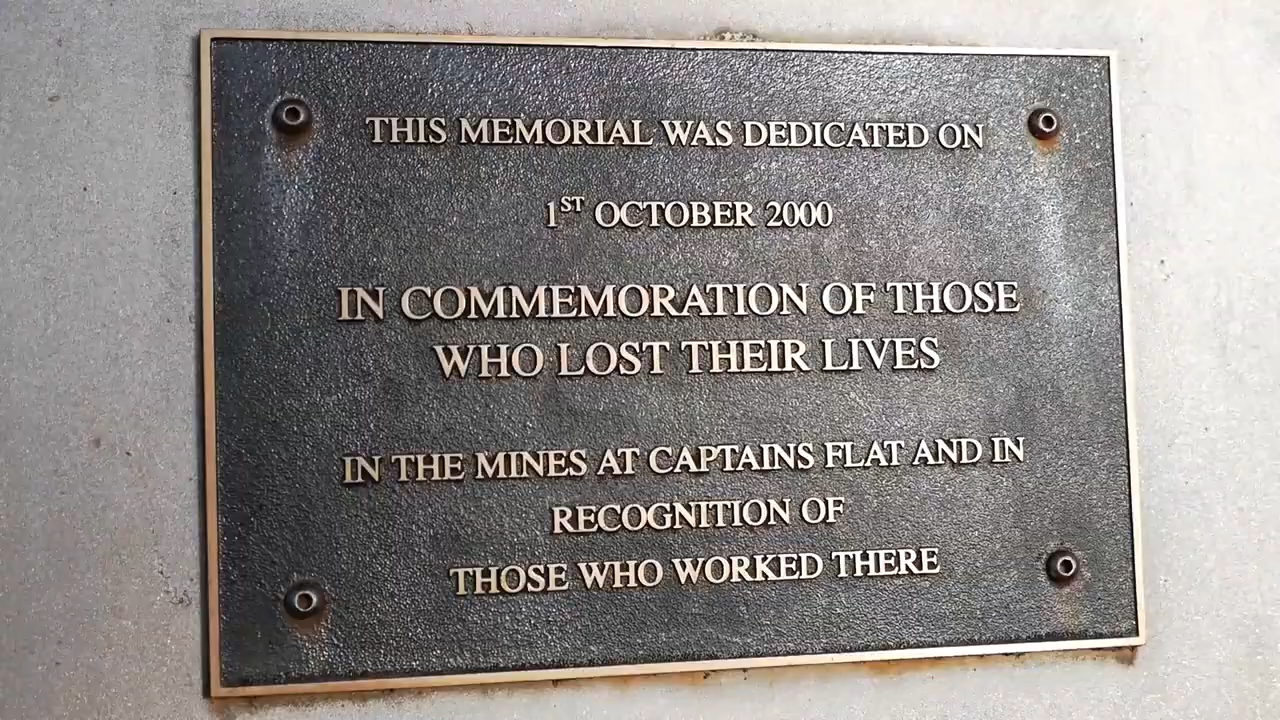 THIS MEMORIAL WAS DEDICATED ON
1ST OCTOBER 2000
IN COMMEMORATION OF THOSE
WHO LOST THEIR LIVES
IN THE MINES AT CAPTAINS FLAT AND IN
RECOGNITION OF
THOSE WHO WORKED THERE